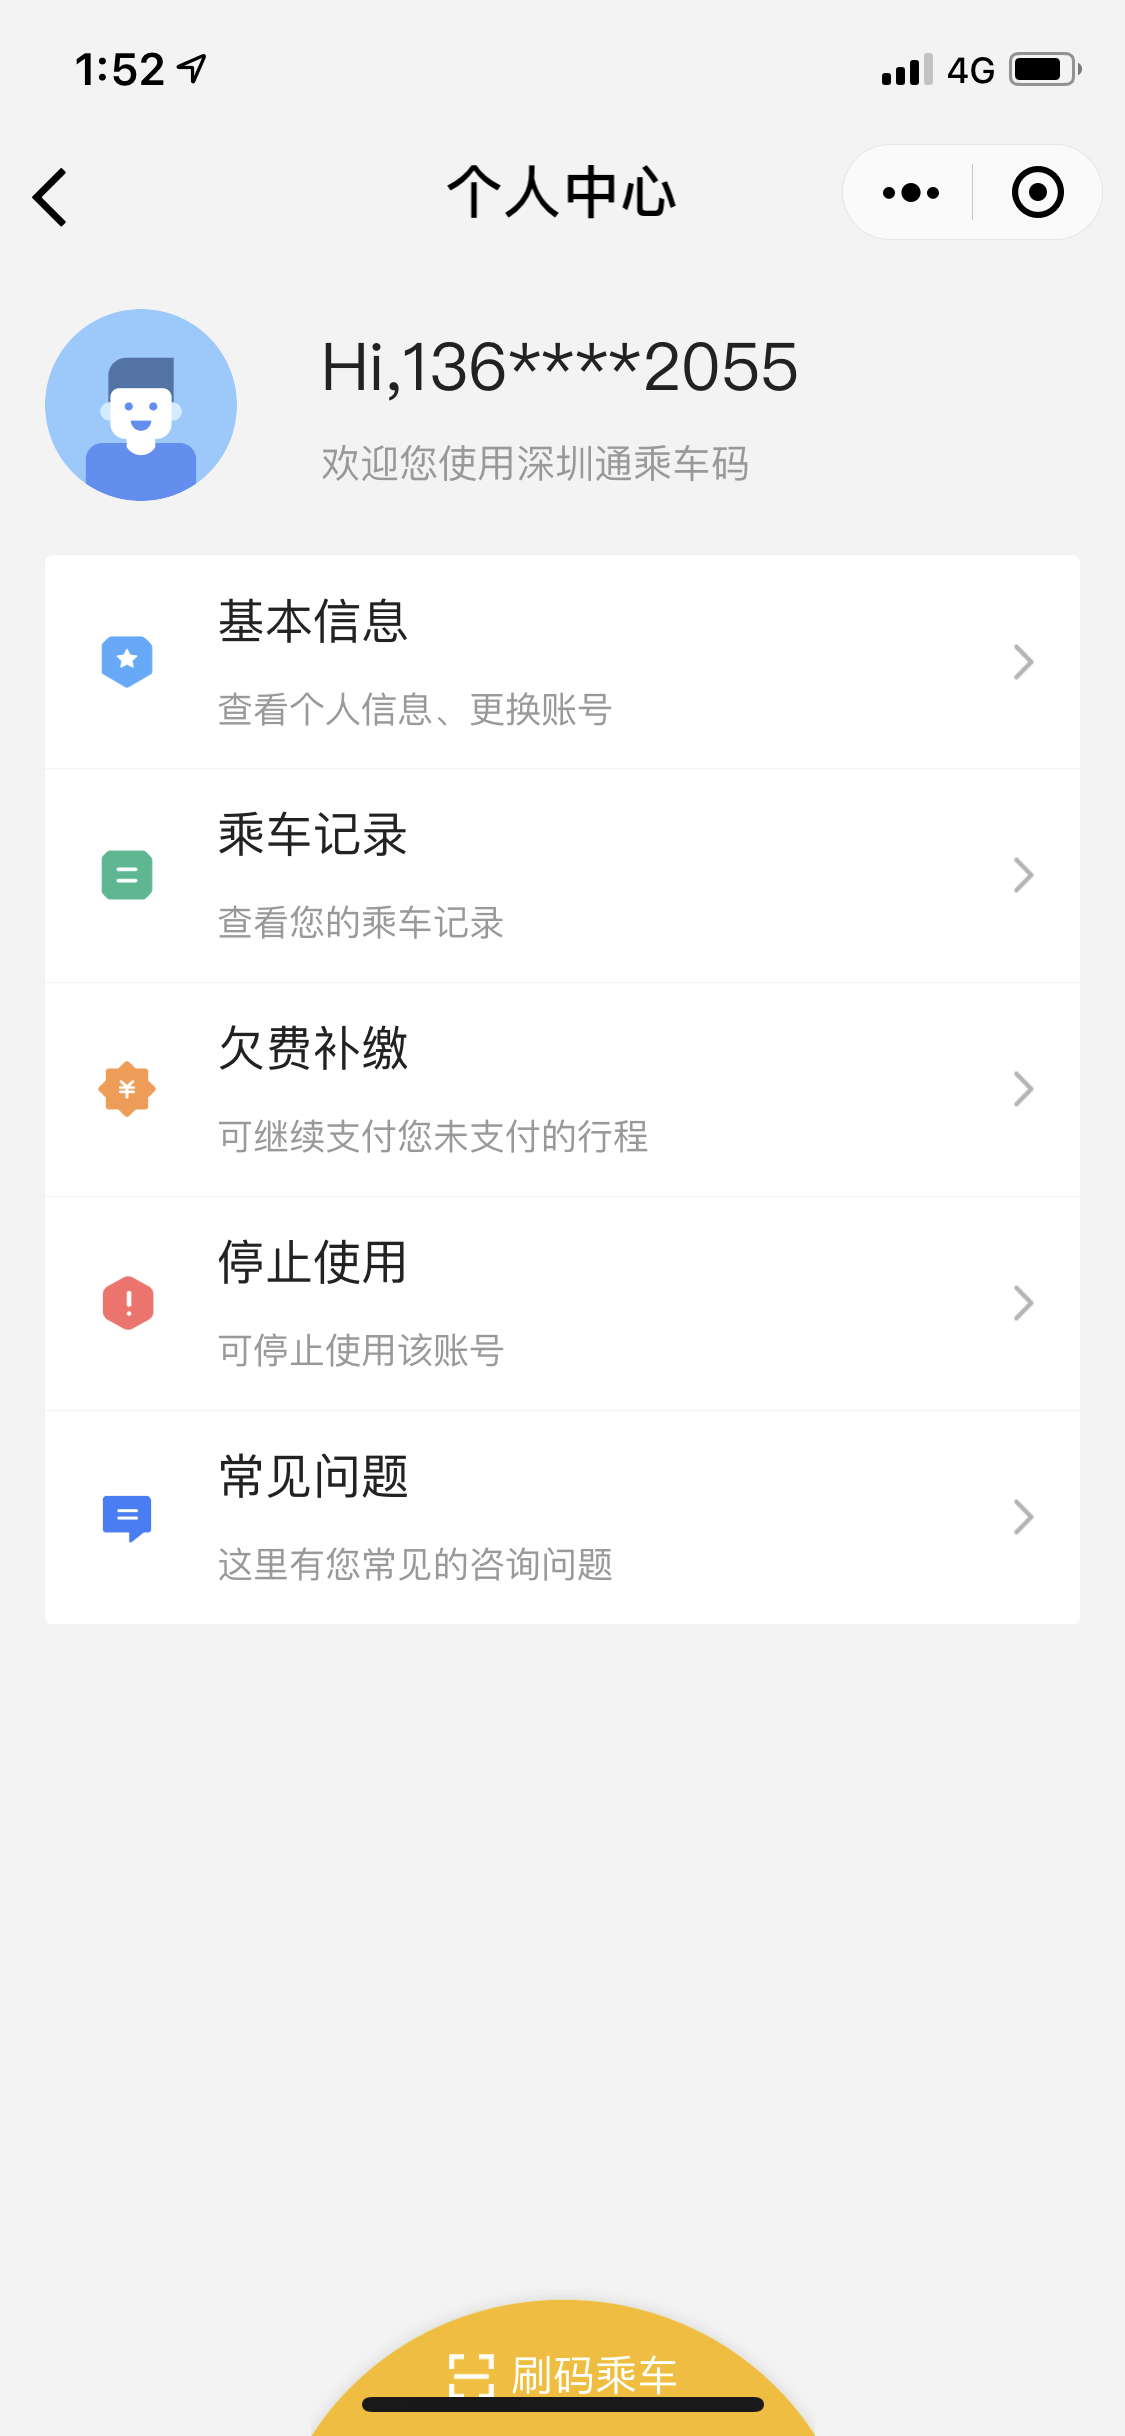 1:52
4G
个人中心
Hi,136****2055
欢迎您使用深圳通乘车码
基本信息
查看个人信息、更换账号
乘车记录
查看您的乘车记录
¥
欠费补缴
可继续支付您未支付的行程
停止使用
可停止使用该账号
常见问题
这里有您常见的咨询问题
刷码乘车